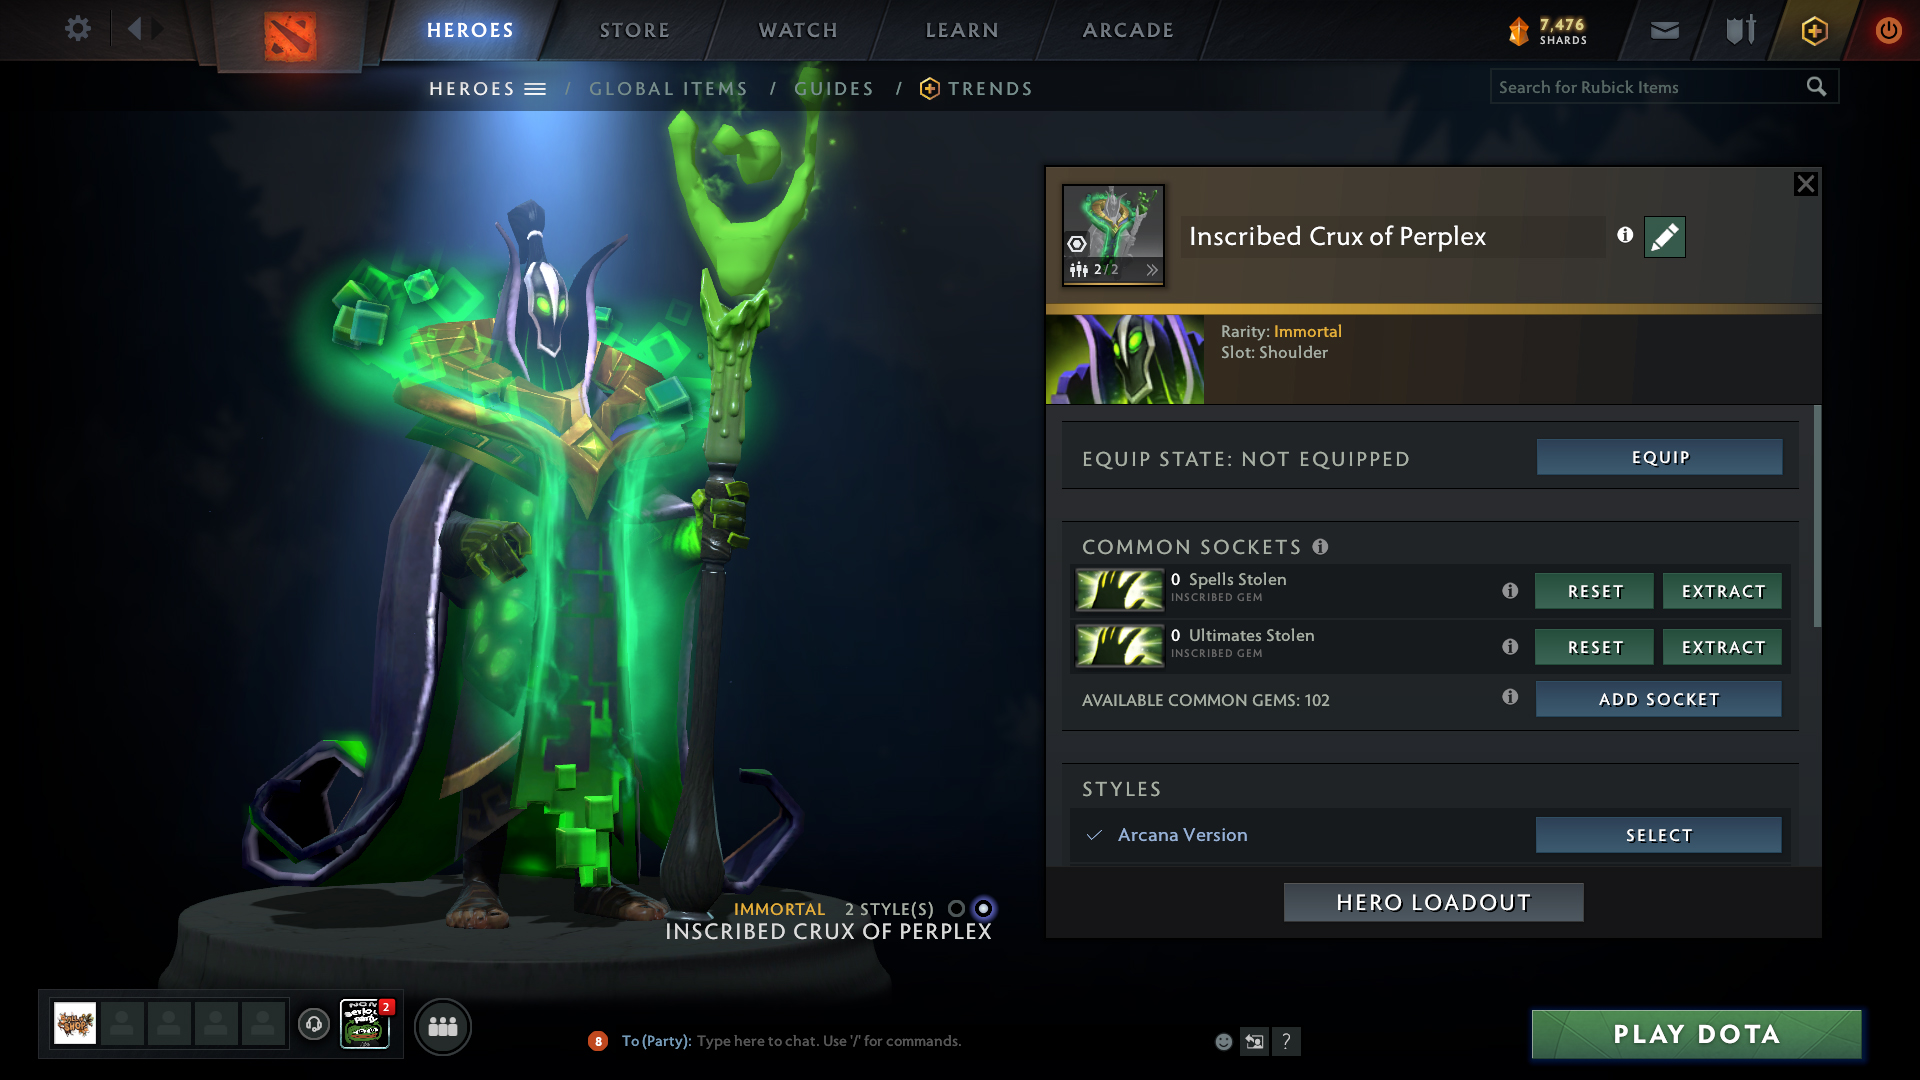 HEROES
STORE
WATCH
LEARN
ARCADE
7,476
SHARDS
HEROES / GLOBAL ITEMS / GUIDES / TRENDS
Search for Rubick Items
Inscribed Crux of Perplex
2/2
Rarity: Immortal
Slot: Shoulder
EQUIP STATE: NOT EQUIPPED
EQUIP
COMMON SOCKETS
0 Spells Stolen
INSCRIBED GEM
RESET
EXTRACT
0 Ultimates Stolen
INSCRIBED GEM
RESET
EXTRACT
AVAILABLE COMMON GEMS: 102
ADD SOCKET
STYLES
Arcana Version
SELECT
HERO LOADOUT
IMMORTAL 2 STYLE(S)
INSCRIBED CRUX OF PERPLEX
SHOP
2
8
To (Party): Type here to chat. Use '/' for commands.
?
PLAY DOTA